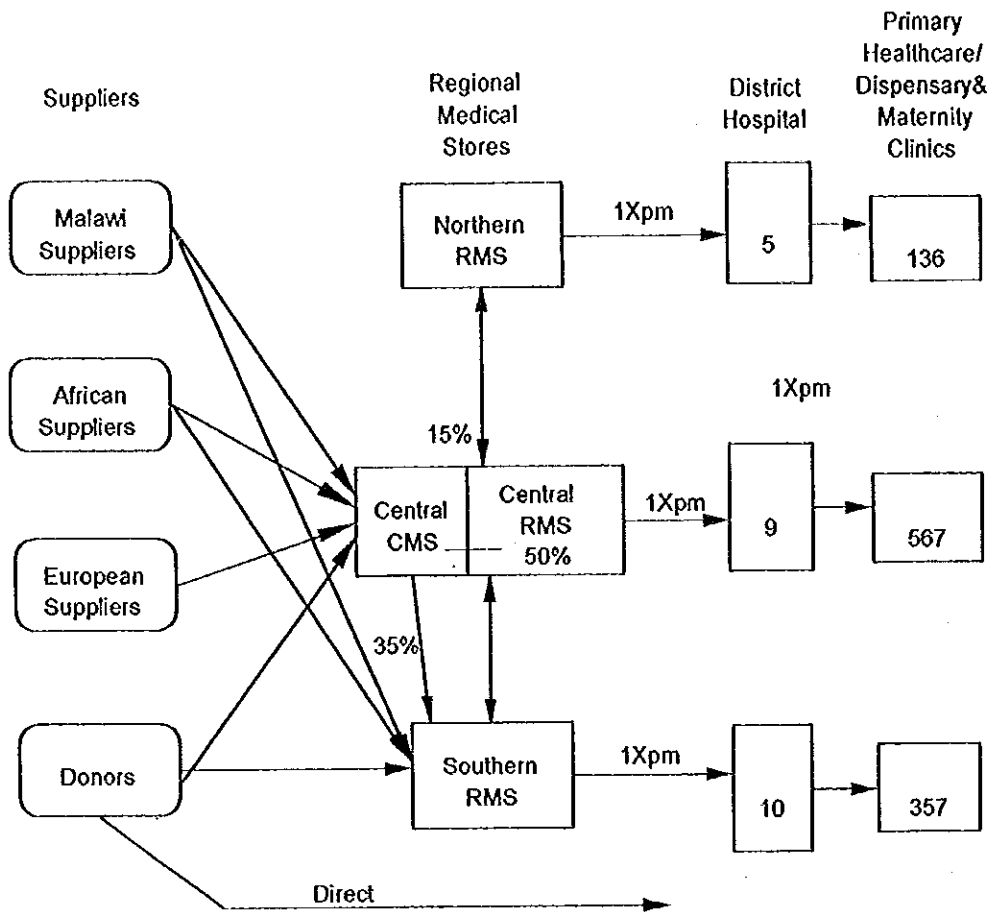 Suppliers
Regional
Medical
Stores
District
Hospital
Primary
Healthcare/
Dispensary&
Maternity
Clinics
Malawi
Suppliers
Northern
RMS
1Xpm
5
136
African
Suppliers
15%
1Xpm
Central
CMS
Central
RMS
50%
1Xpm
9
567
European
Suppliers
35%
Donors
Southern
RMS
1Xpm
10
357
Direct